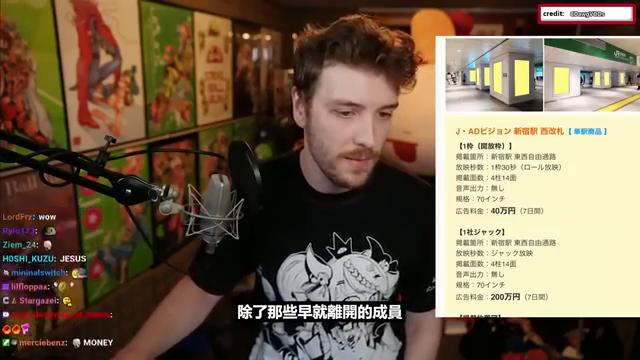 credit: @DawgVODs
J・ADビジョン 新宿駅 西改札【 単駅商品 】
【1枠（開放枠）】
掲載箇所：新宿駅 東西自由通路
放映秒数：1枠30秒（ロール放映）
掲載面数：4柱14面
音声出力：無し
規格：70インチ
広告料金：40万円（7日間）
【1社ジャック】
掲載箇所：新宿駅 東西自由通路
放映秒数：ジャック放映
掲載面数：4柱14面
音声出力：無し
規格：70インチ
広告料金：200万円（7日間）
LordFry: wow
Ziem_24:
H0SHI_KUZU: JESUS
mininalswitch:
lilfloppax:
Stargazei:
merciebenz: MONEY
除了那些早就離開的成員